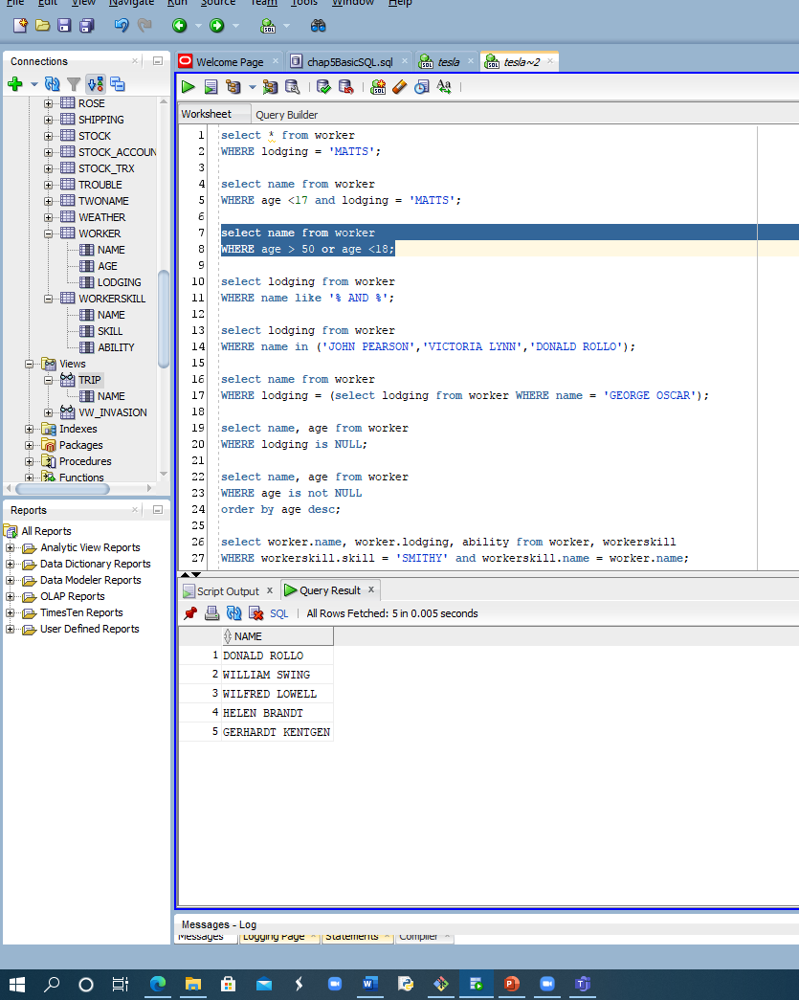 File Edit View Navigate Run Source Team Tools Window Help
Connections
ROSE
SHIPPING
STOCK
STOCK_ACCOUN
STOCK_TRX
TROUBLE
TWONAME
WEATHER
WORKER
NAME
AGE
LODGING
WORKERSKILL
NAME
SKILL
ABILITY
Views
TRIP
NAME
VW_INVASION
Indexes
Packages
Procedures
Functions
Reports
All Reports
Analytic View Reports
Data Dictionary Reports
Data Modeler Reports
OLAP Reports
TimesTen Reports
User Defined Reports
Welcome Page chap5BasicSQL.sql tesla tesla~2
Worksheet Query Builder
1 select * from worker
2 WHERE lodging = 'MATTS';
3
4 select name from worker
5 WHERE age <17 and lodging = 'MATTS';
6
7 select name from worker
8 WHERE age > 50 or age <18;
9
10 select lodging from worker
11 WHERE name like '% AND %';
12
13 select lodging from worker
14 WHERE name in ('JOHN PEARSON','VICTORIA LYNN','DONALD ROLLO');
15
16 select name from worker
17 WHERE lodging = (select lodging from worker WHERE name = 'GEORGE OSCAR');
18
19 select name, age from worker
20 WHERE lodging is NULL;
21
22 select name, age from worker
23 WHERE age is not NULL
24 order by age desc;
25
26 select worker.name, worker.lodging, ability from worker, workerskill
27 WHERE workerskill.skill = 'SMITHY' and workerskill.name = worker.name;
Script Output x Query Result x
SQL | All Rows Fetched: 5 in 0.005 seconds
NAME
1 DONALD ROLLO
2 WILLIAM SWING
3 WILFRED LOWELL
4 HELEN BRANDT
5 GERHARDT KENTGEN
Messages - Log
Messages Logging Page Statements Compiler